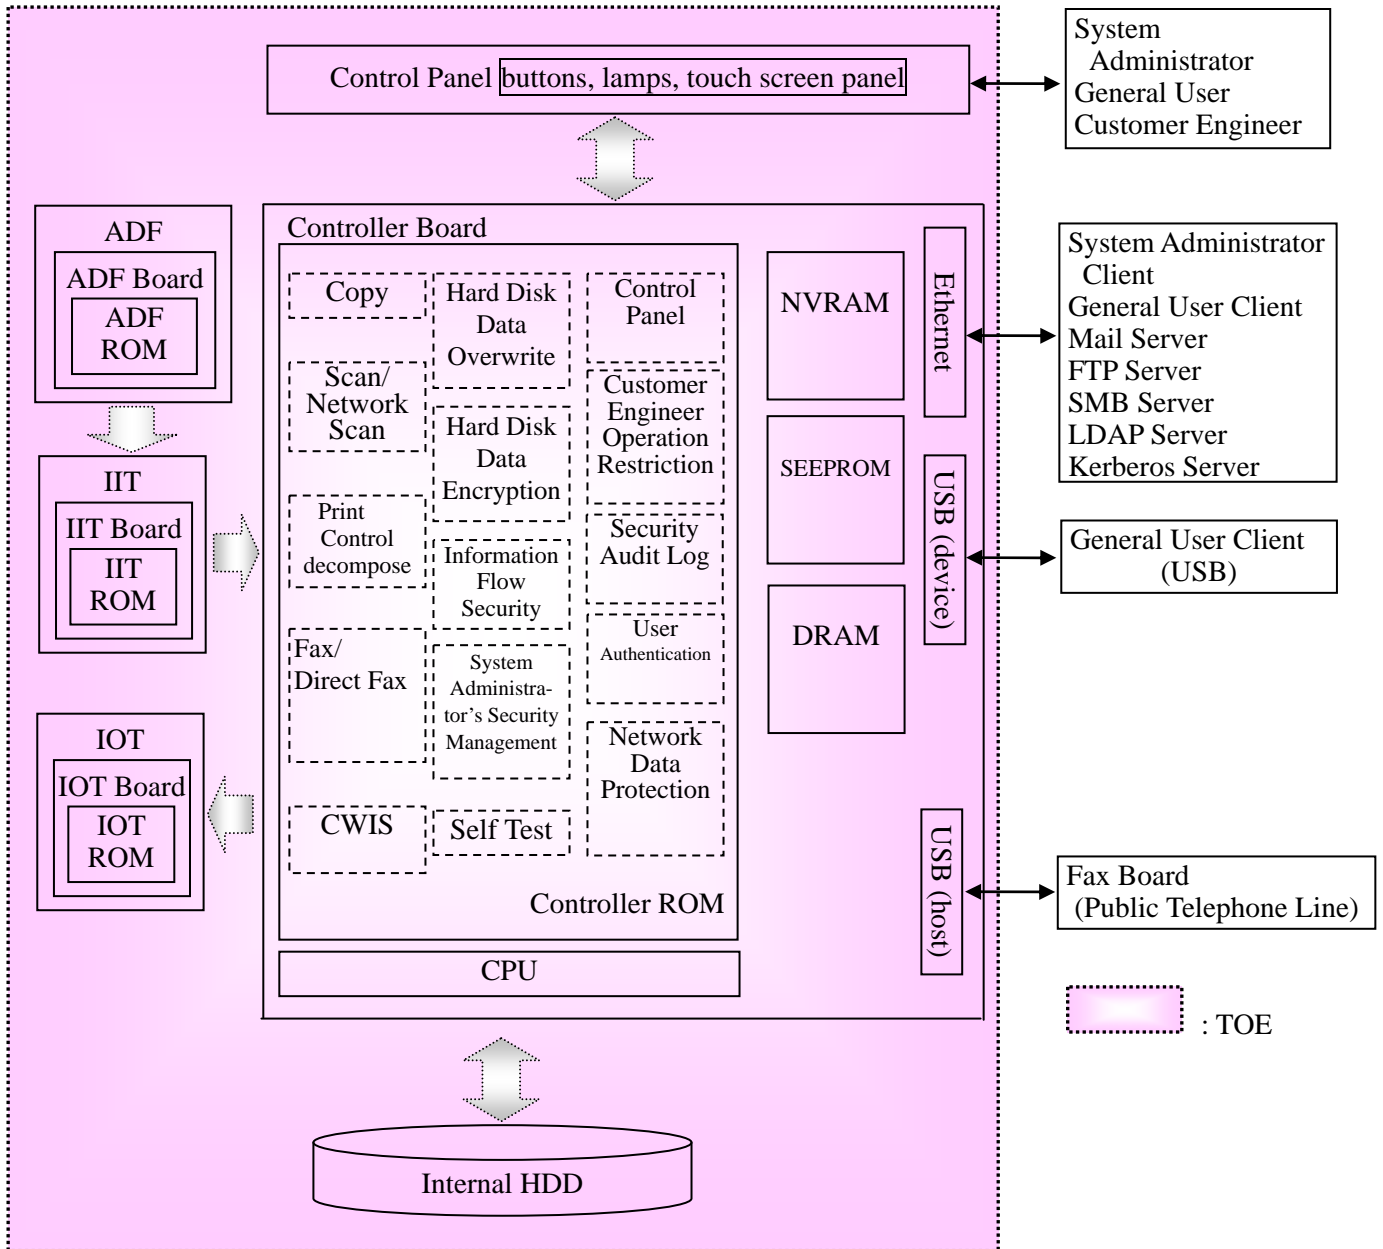 Control Panel buttons, lamps, touch screen panel
System
Administrator
General User
Customer Engineer
ADF
ADF Board
ADF
ROM
IIT
IIT Board
IIT
ROM
IOT
IOT Board
IOT
ROM
Controller Board
Copy
Scan/
Network
Scan
Print
Control
decompose
Fax/
Direct Fax
CWIS
Hard Disk
Data
Overwrite
Hard Disk
Data
Encryption
Information
Flow
Security
System
Administra-
tor’s Security
Management
Self Test
Control
Panel
Customer
Engineer
Operation
Restriction
Security
Audit Log
User
Authentication
Network
Data
Protection
Controller ROM
CPU
NVRAM
SEEPROM
DRAM
Ethernet
USB (device)
USB (host)
System Administrator
Client
General User Client
Mail Server
FTP Server
SMB Server
LDAP Server
Kerberos Server
General User Client
(USB)
Fax Board
(Public Telephone Line)
: TOE
Internal HDD